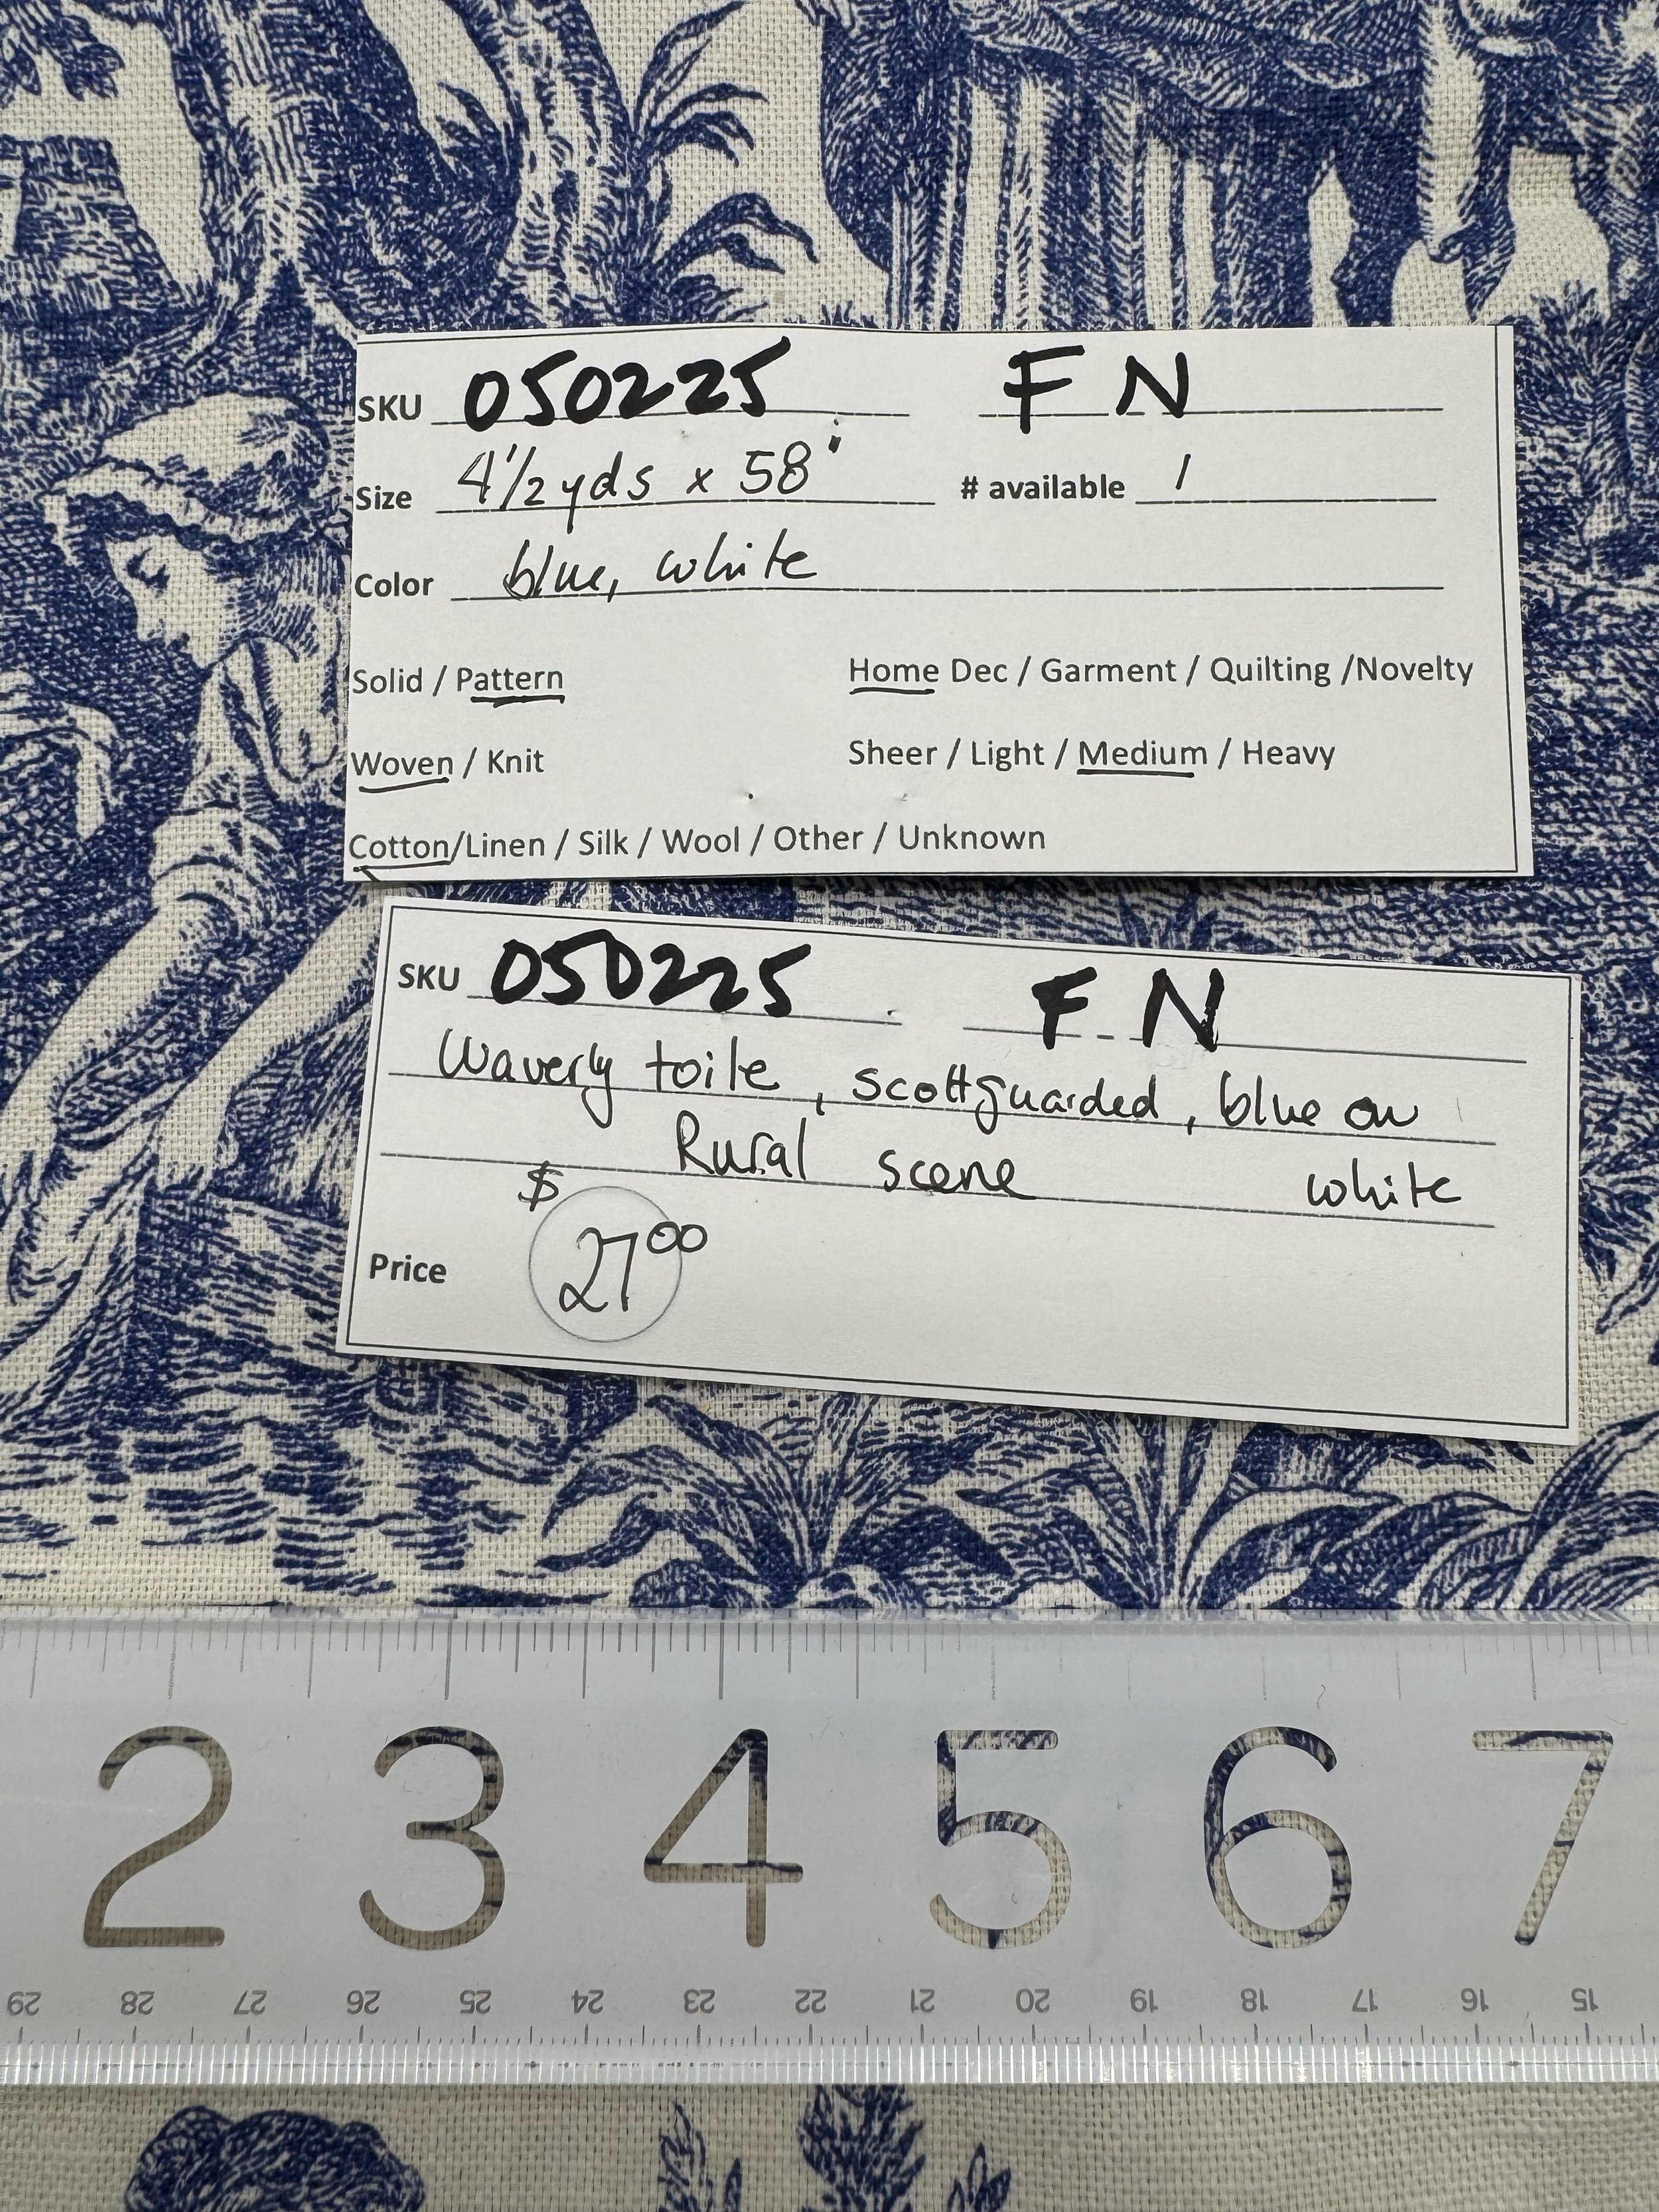 SKU 050225 FN
Size 4 1/2 yds x 58" # available 1
Color blue, white
Solid / Pattern Home Dec / Garment / Quilting /Novelty
Woven / Knit Sheer / Light / Medium / Heavy
Cotton/Linen / Silk / Wool / Other / Unknown
SKU 050225 FN
Waverly toile, scottguarded, blue on
Rural scene white
$
Price 27 00
2 3 4 5 6 7
29 28 27 26 25 24 23 22 21 20 19 18 17 16 15